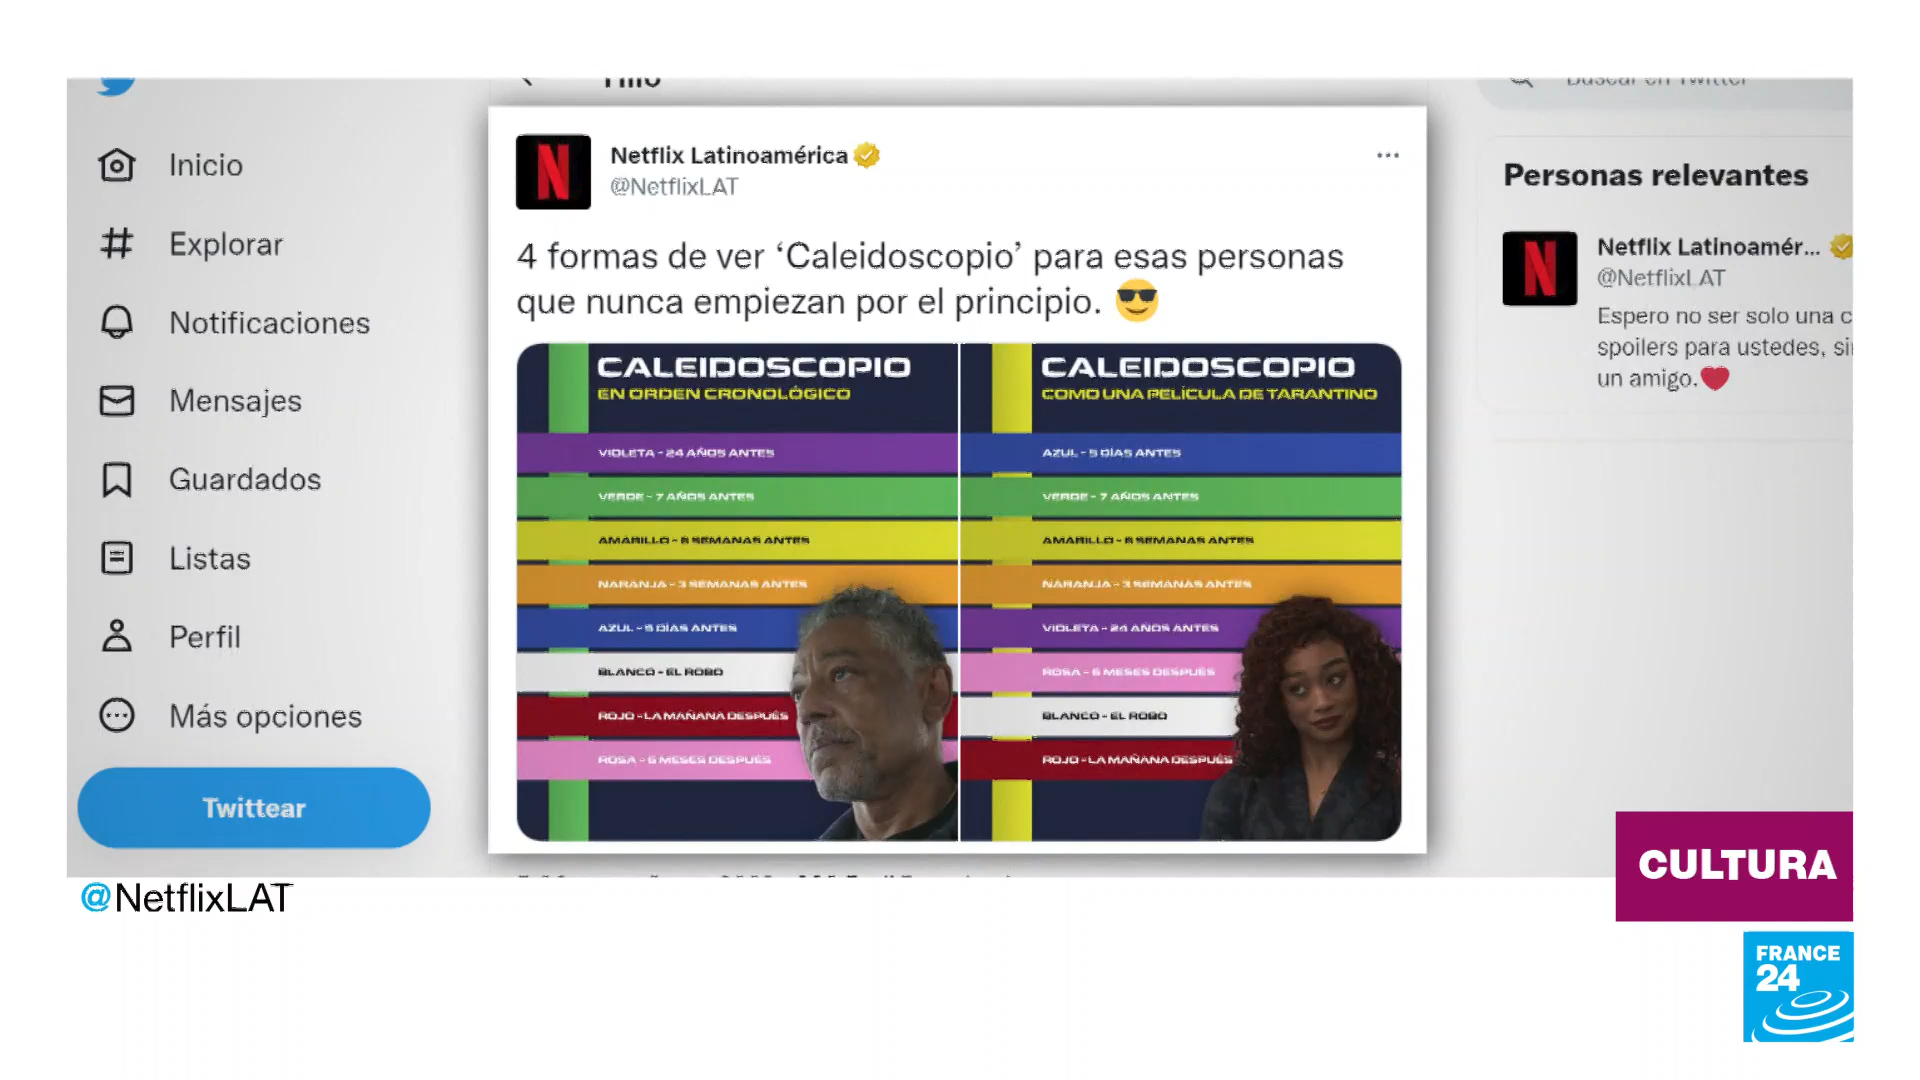 Inicio
Explorar
Notificaciones
Mensajes
Guardados
Listas
Perfil
Más opciones
Twittear
Netflix Latinoamérica
@NetflixLAT
4 formas de ver ‘Caleidoscopio’ para esas personas
que nunca empiezan por el principio. 😎
CALEIDOSCOPIO
EN ORDEN CRONOLÓGICO
VIOLETA - 24 AÑOS ANTES
VERDE - 7 AÑOS ANTES
AMARILLO - 6 SEMANAS ANTES
NARANJA - 3 SEMANAS ANTES
AZUL - 5 DÍAS ANTES
BLANCO - EL ROBO
ROJO - LA MAÑANA DESPUÉS
ROSA - 6 MESES DESPUÉS
CALEIDOSCOPIO
COMO UNA PELÍCULA DE TARANTINO
AZUL - 5 DÍAS ANTES
VERDE - 7 AÑOS ANTES
AMARILLO - 6 SEMANAS ANTES
NARANJA - 3 SEMANAS ANTES
VIOLETA - 24 AÑOS ANTES
ROSA - 6 MESES DESPUÉS
BLANCO - EL ROBO
ROJO - LA MAÑANA DESPUÉS
Buscar en Twitter
Personas relevantes
Netflix Latinoamér...
@NetflixLAT
Espero no ser solo una c
spoilers para ustedes, si
un amigo.❤️
@NetflixLAT
CULTURA
FRANCE
24